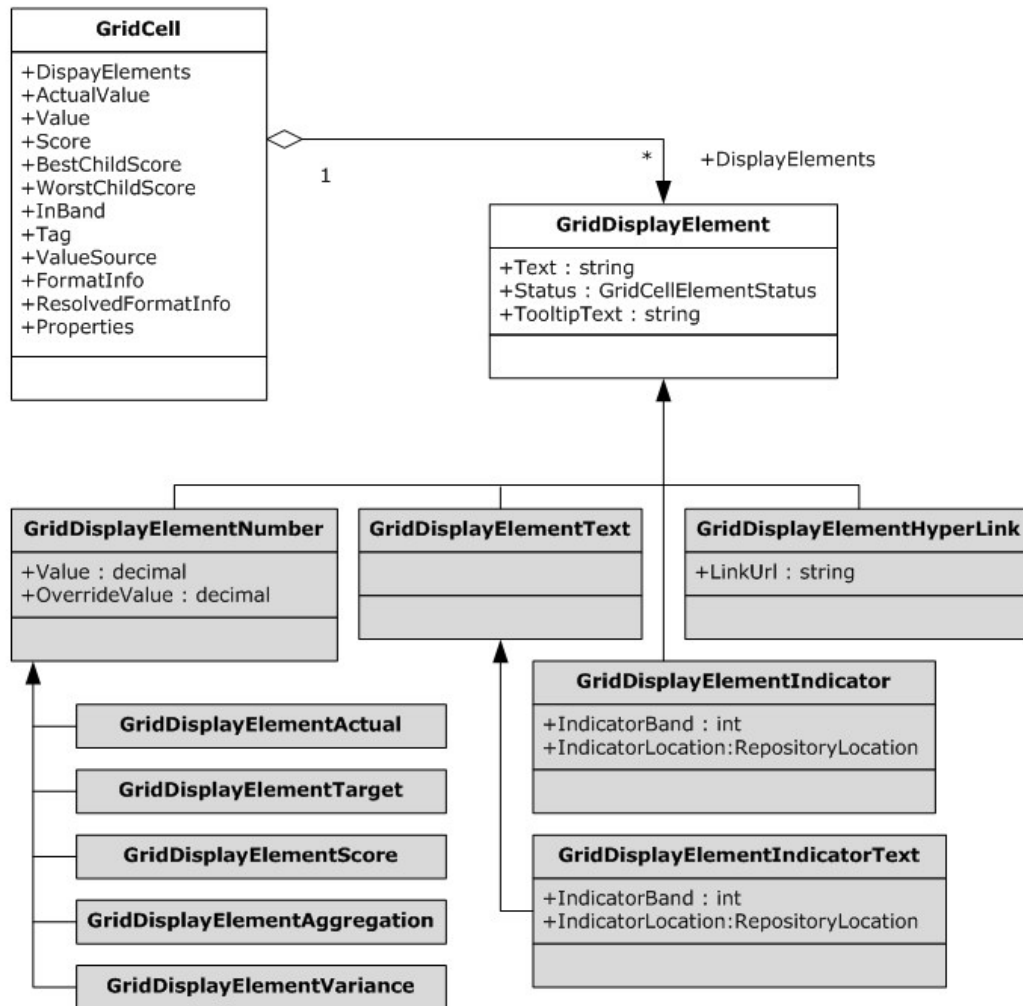 GridCell
+DispayElements
+ActualValue
+Value
+Score
+BestChildScore
+WorstChildScore
+InBand
+Tag
+ValueSource
+FormatInfo
+ResolvedFormatInfo
+Properties
1
*
+DisplayElements
GridDisplayElement
+Text : string
+Status : GridCellElementStatus
+TooltipText : string
GridDisplayElementNumber
+Value : decimal
+OverrideValue : decimal
GridDisplayElementText
GridDisplayElementHyperLink
+LinkUrl : string
GridDisplayElementIndicator
+IndicatorBand : int
+IndicatorLocation:RepositoryLocation
GridDisplayElementActual
GridDisplayElementTarget
GridDisplayElementScore
GridDisplayElementAggregation
GridDisplayElementVariance
GridDisplayElementIndicatorText
+IndicatorBand : int
+IndicatorLocation:RepositoryLocation